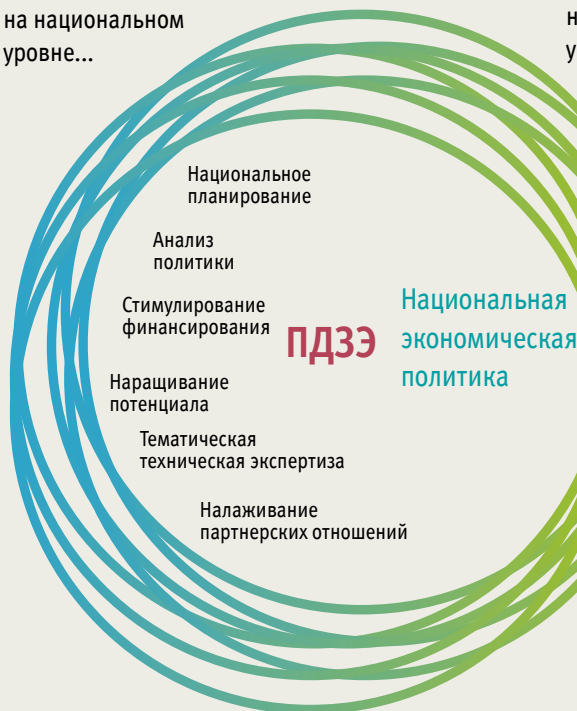 на национальном
уровне...
Национальное
планирование
Анализ
политики
Стимулирование
финансирования
ПДЗЭ
Национальная
экономическая
политика
Наращивание
потенциала
Тематическая
техническая экспертиза
Налаживание
партнерских отношений